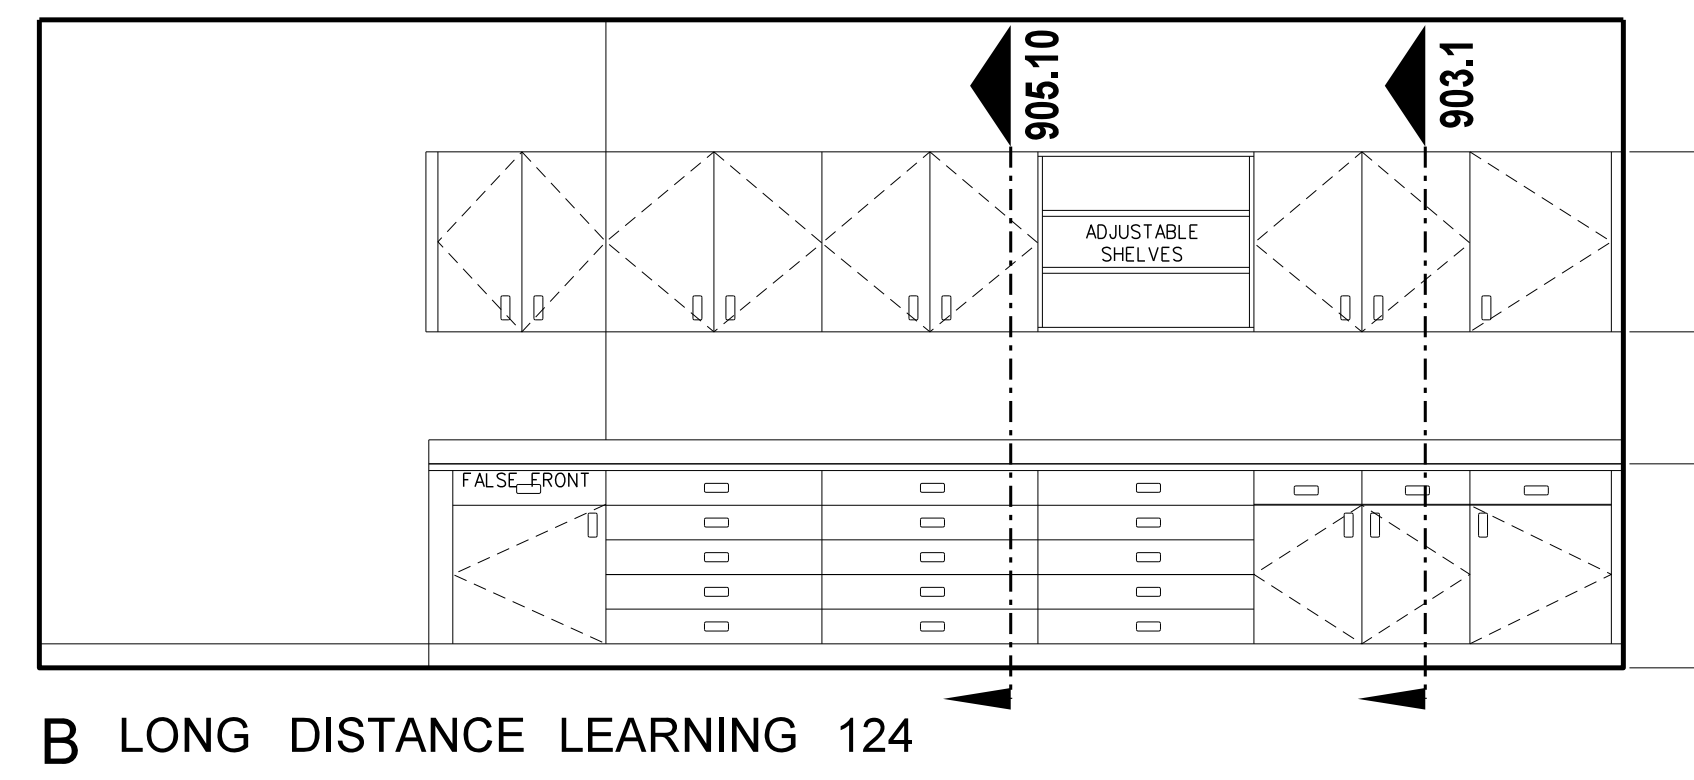 905.10
903.1
ADJUSTABLE
SHELVES
FALSE FRONT
B LONG DISTANCE LEARNING 124